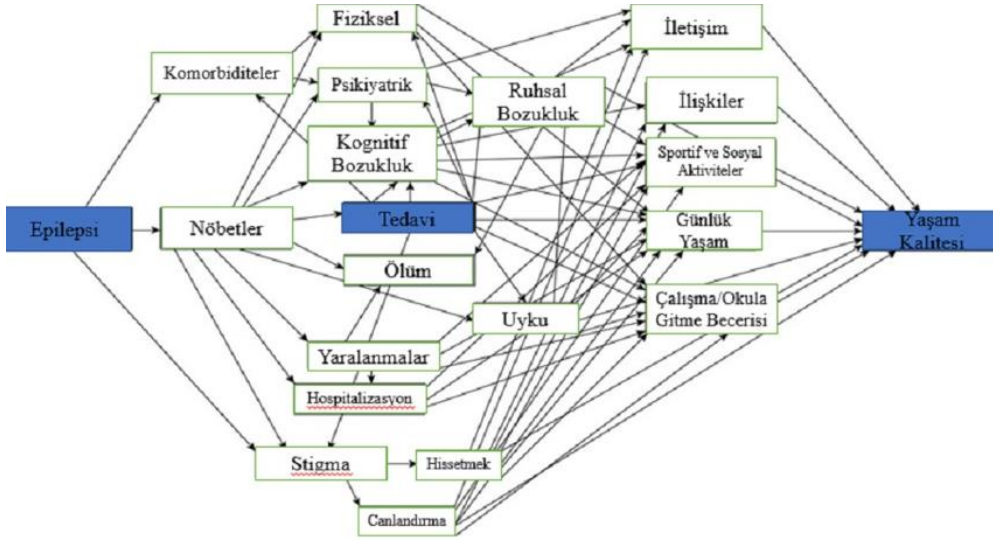 Fiziksel
İletişim
Komorbiditeler
Psikiyatrik
Ruhsal
Bozukluk
İlişkiler
Kognitif
Bozukluk
Sportif ve Sosyal
Aktiviteler
Epilepsi
Nöbetler
Tedavi
Günlük
Yaşam
Yaşam
Kalitesi
Ölüm
Uyku
Çalışma/Okula
Gitme Becerisi
Yaralanmalar
Hospitalizasyon
Stigma
Hissetmek
Canlandırma